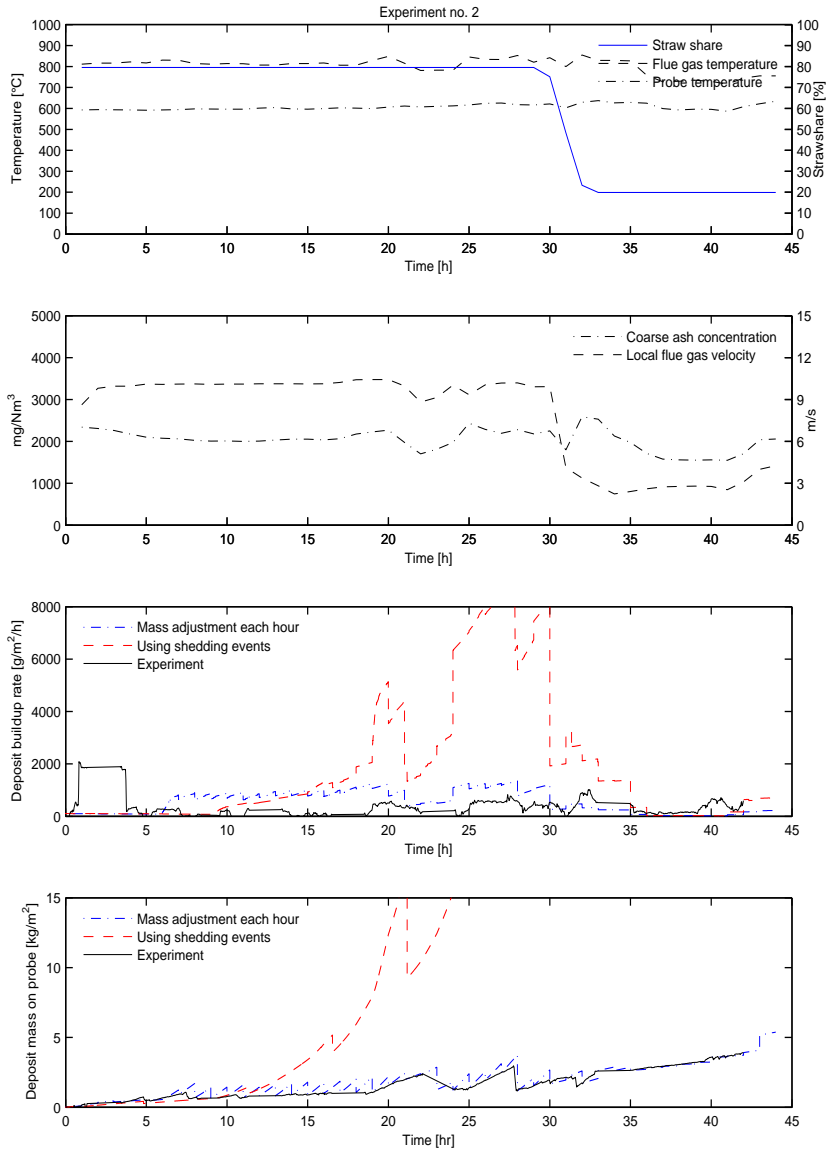 Experiment no. 2
Temperature [°C]
1000
900
800
700
600
500
400
300
200
100
0
Straw share
Flue gas temperature
Probe temperature
100
90
80
70
60
50
40
30
20
10
0
Strawshare [%]
0 5 10 15 20 25 30 35 40 45
Time [h]
mg/Nm³
5000
4000
3000
2000
1000
0
Coarse ash concentration
Local flue gas velocity
15
12
9
6
3
0
m/s
0 5 10 15 20 25 30 35 40 45
Time [h]
Deposit buildup rate [g/m²/h]
8000
6000
4000
2000
0
Mass adjustment each hour
Using shedding events
Experiment
0 5 10 15 20 25 30 35 40 45
Time [h]
Deposit mass on probe [kg/m²]
15
10
5
0
Mass adjustment each hour
Using shedding events
Experiment
0 5 10 15 20 25 30 35 40 45
Time [hr]